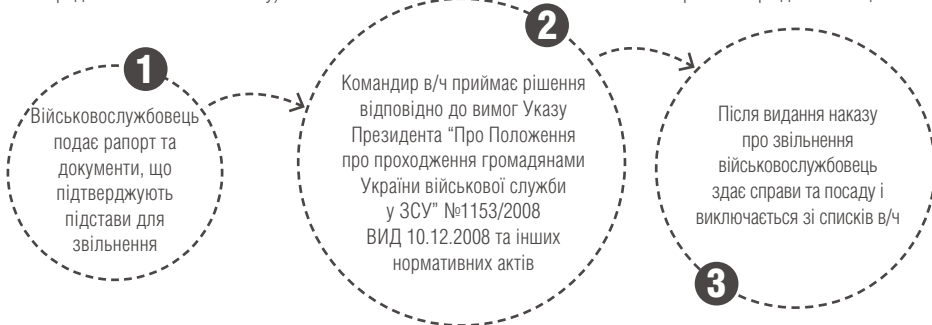 1
Військовослужбовець
подає рапорт та
документи, що
підтверджують
підстави для
звільнення
2
Командир в/ч приймає рішення
відповідно до вимог Указу
Президента “Про Положення
про проходження громадянами
України військової служби
у ЗСУ” №1153/2008
ВИД 10.12.2008 та інших
нормативних актів
Після видання наказу
про звільнення
військовослужбовець
здає справи та посаду і
виключається зі списків в/ч
3